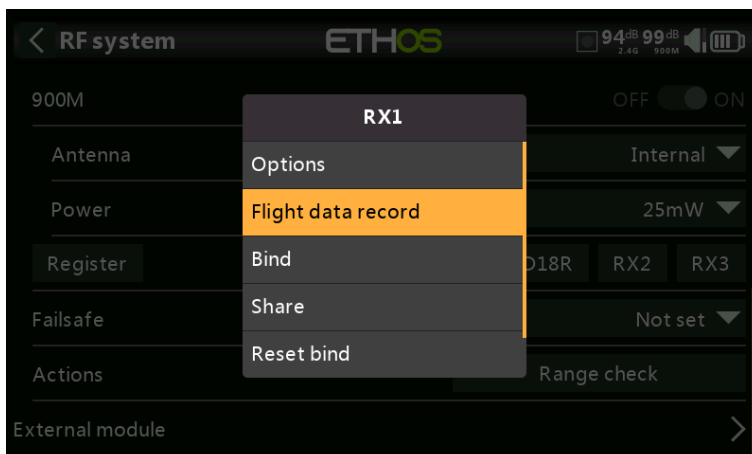 RF system
ETHOS
94dB 2.4G 99dB 900M
900M
OFF ON
RX1
Antenna
Options
Internal
Power
Flight data record
25mW
Register
Bind
D18R RX2 RX3
Failsafe
Share
Not set
Reset bind
Actions
Range check
External module